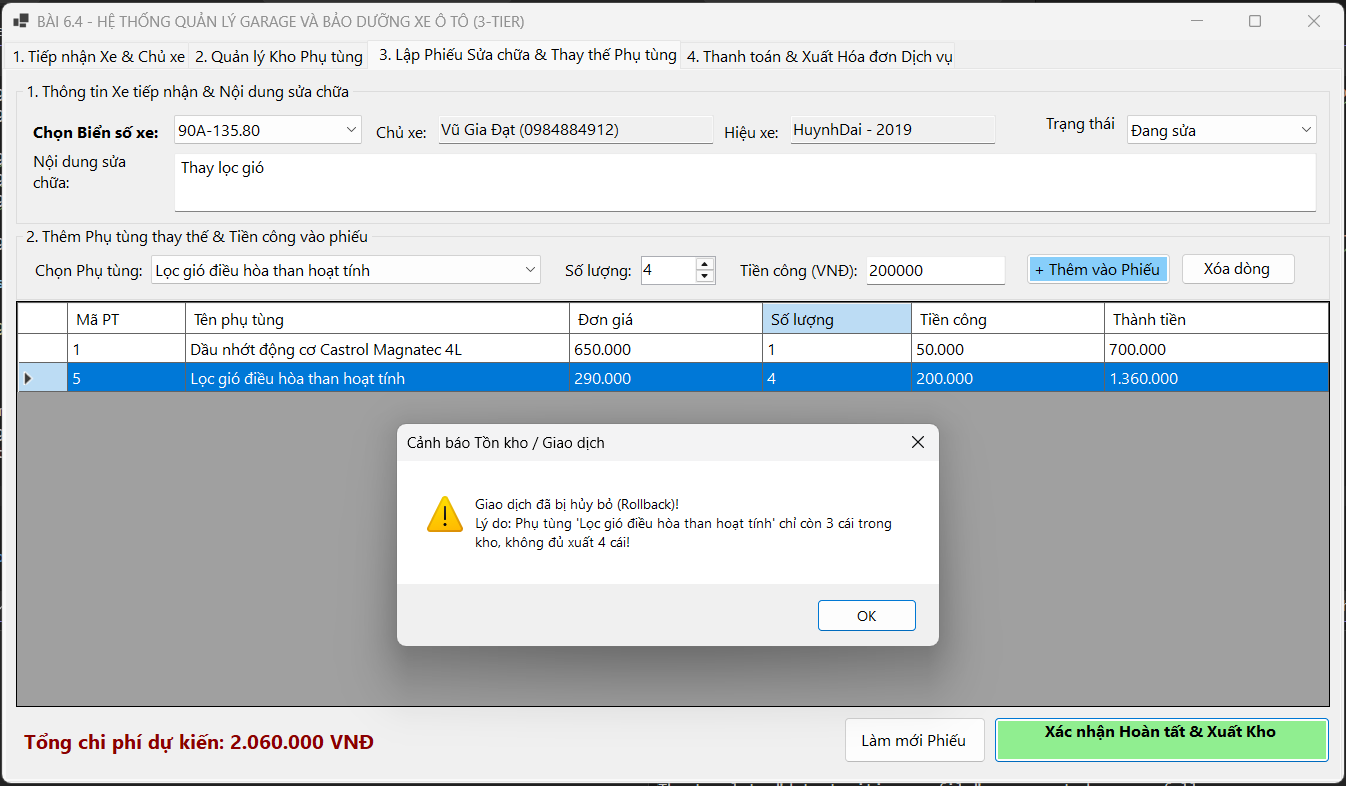 BÀI 6.4 - HỆ THỐNG QUẢN LÝ GARAGE VÀ BẢO DƯỠNG XE Ô TÔ (3-TIER)
1. Tiếp nhận Xe & Chủ xe 2. Quản lý Kho Phụ tùng 3. Lập Phiếu Sửa chữa & Thay thế Phụ tùng 4. Thanh toán & Xuất Hóa đơn Dịch vụ
1. Thông tin Xe tiếp nhận & Nội dung sửa chữa
Chọn Biển số xe: 90A-135.80 Chủ xe: Vũ Gia Đạt (0984884912) Hiệu xe: HuynhDai - 2019 Trạng thái Đang sửa
Nội dung sửa chữa: Thay lọc gió
2. Thêm Phụ tùng thay thế & Tiền công vào phiếu
Chọn Phụ tùng: Lọc gió điều hòa than hoạt tính Số lượng: 4 Tiền công (VNĐ): 200000 + Thêm vào Phiếu Xóa dòng
Mã PT Tên phụ tùng Đơn giá Số lượng Tiền công Thành tiền
1 Dầu nhớt động cơ Castrol Magnatec 4L 650.000 1 50.000 700.000
5 Lọc gió điều hòa than hoạt tính 290.000 4 200.000 1.360.000
Cảnh báo Tồn kho / Giao dịch
Giao dịch đã bị hủy bỏ (Rollback)!
Lý do: Phụ tùng 'Lọc gió điều hòa than hoạt tính' chỉ còn 3 cái trong
kho, không đủ xuất 4 cái!
OK
Tổng chi phí dự kiến: 2.060.000 VNĐ Làm mới Phiếu Xác nhận Hoàn tất & Xuất Kho